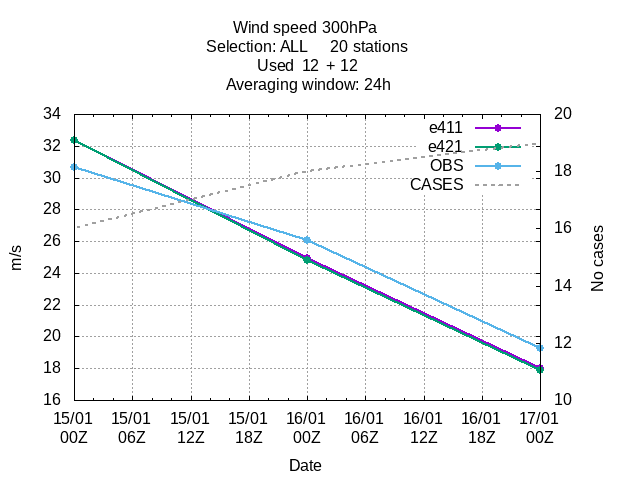 Wind speed 300hPa
Selection: ALL     20 stations
Used  12  + 12
Averaging window: 24h
34
32
30
28
26
24
22
20
18
16
m/s
20
18
16
14
12
10
No cases
e411
e421
OBS
CASES
15/01 15/01 15/01 15/01 16/01 16/01 16/01 16/01 17/01
00Z 06Z 12Z 18Z 00Z 06Z 12Z 18Z 00Z
Date